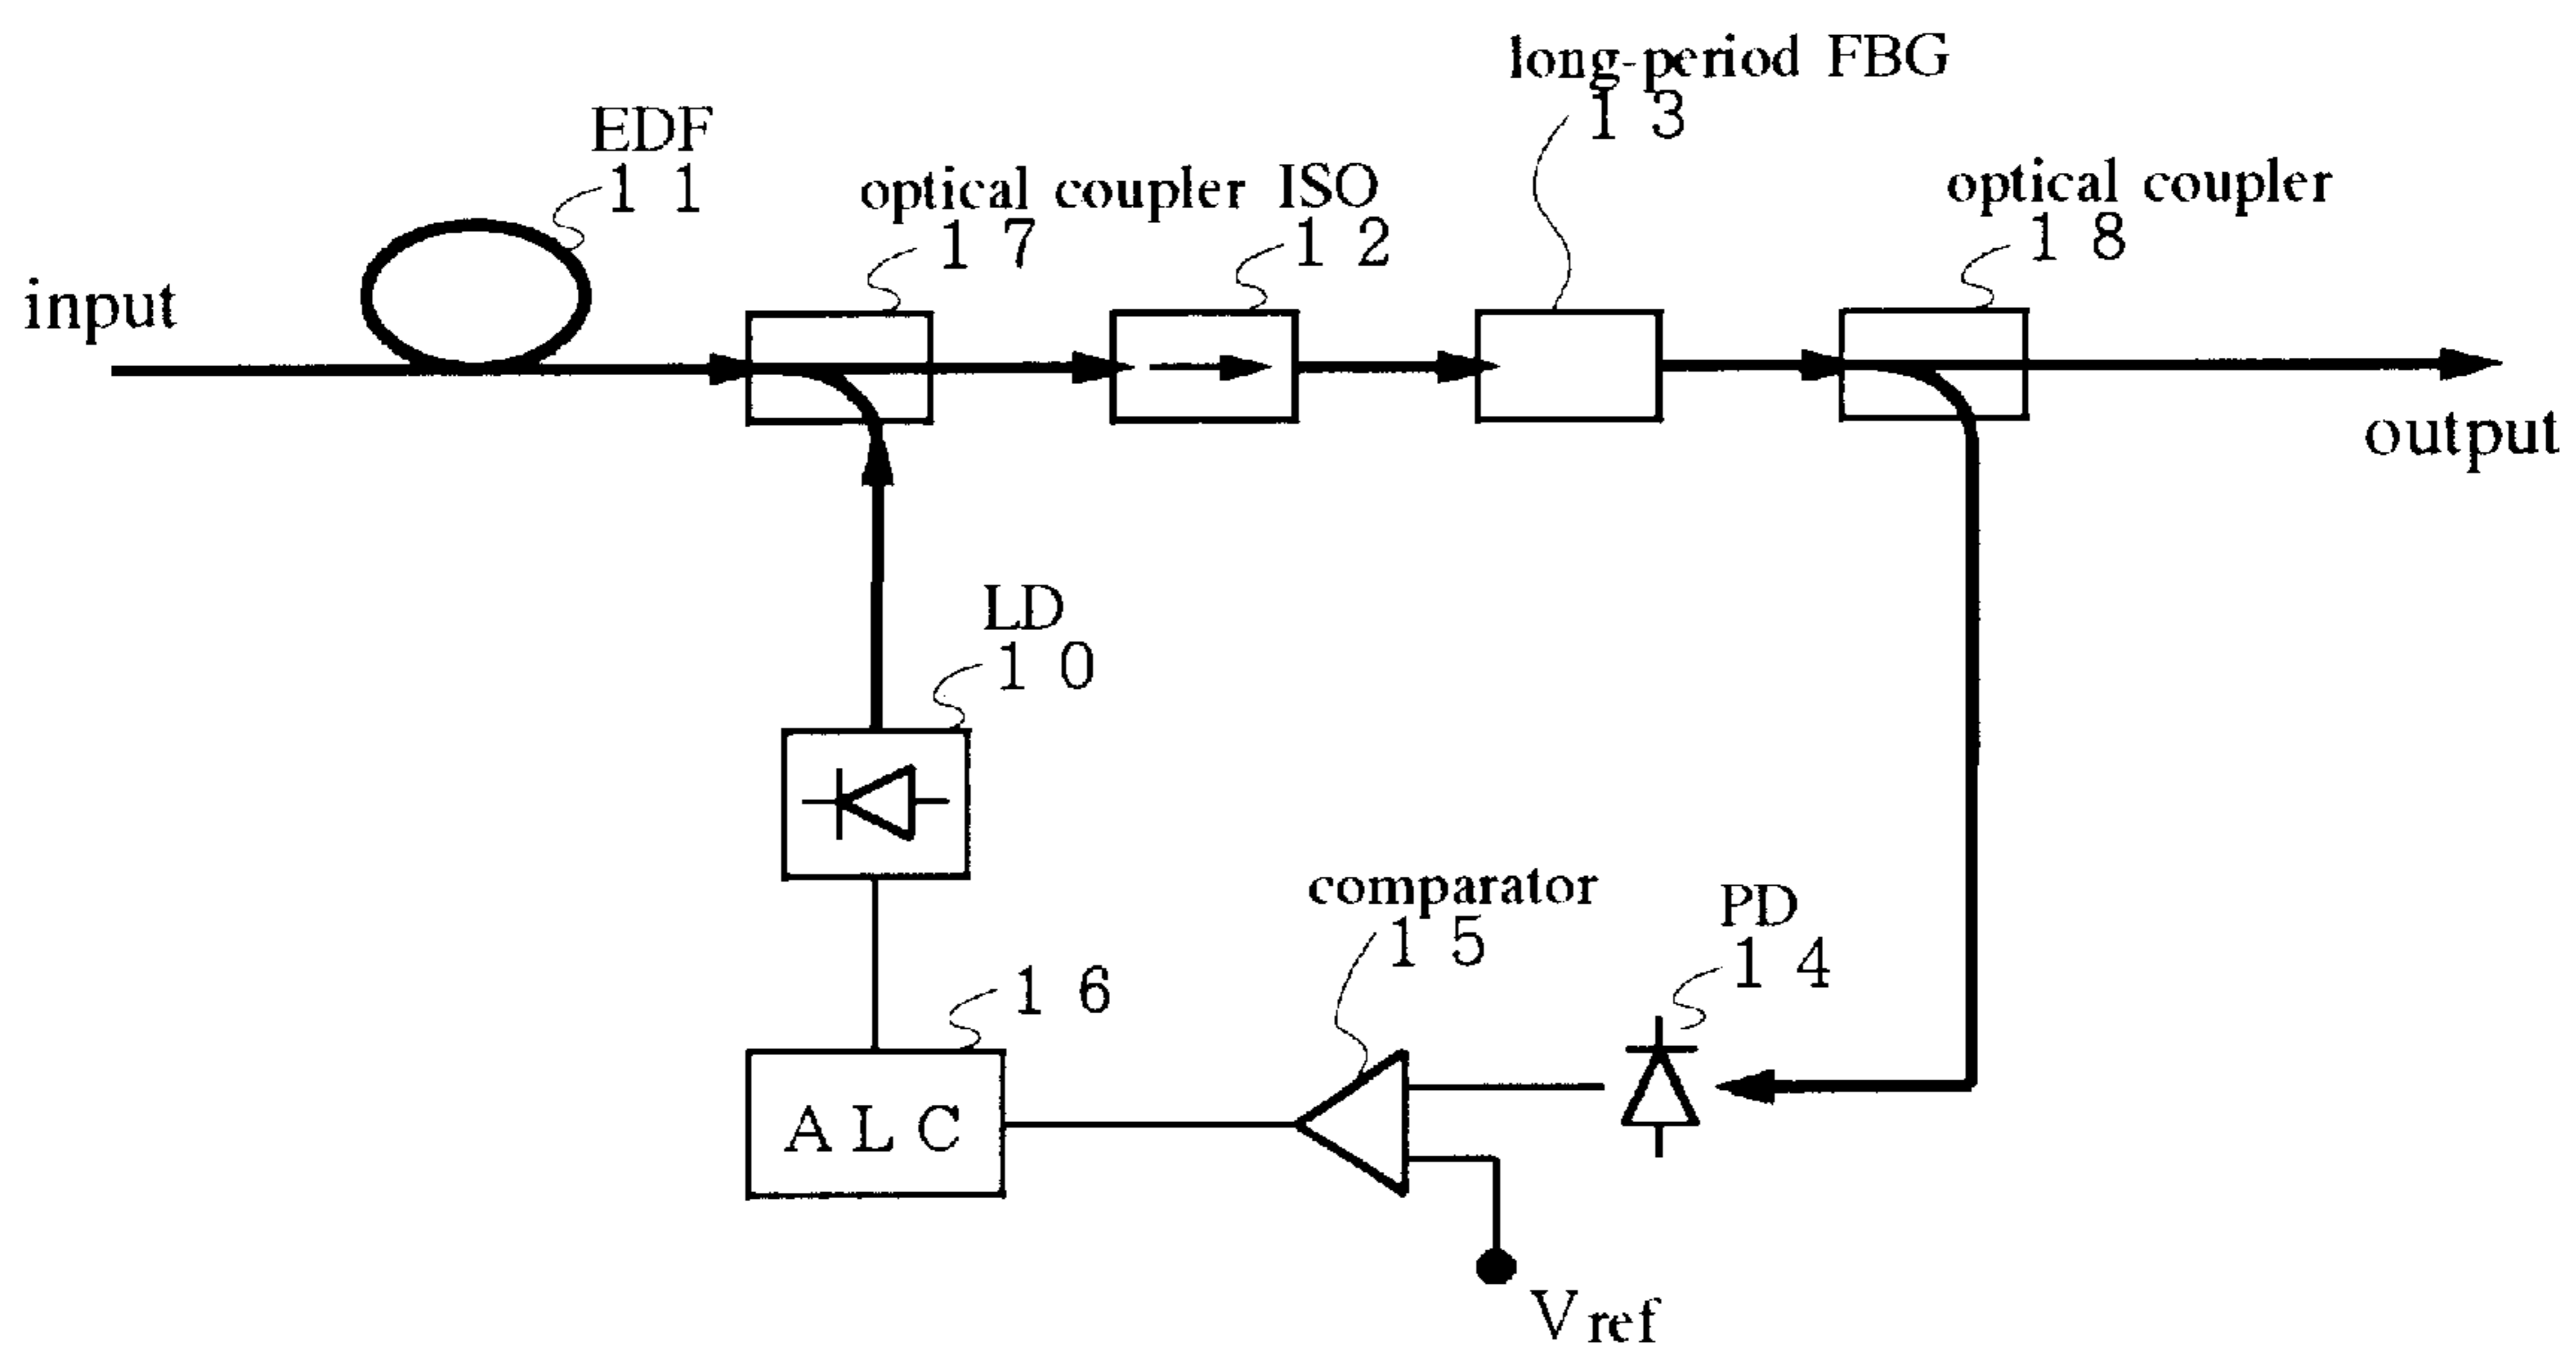 long-period FBG
1 3
EDF
1 1
optical coupler ISO
1 7
1 2
optical coupler
1 8
input
output
LD
1 0
comparator
1 5
PD
1 4
1 6
A L C
Vref